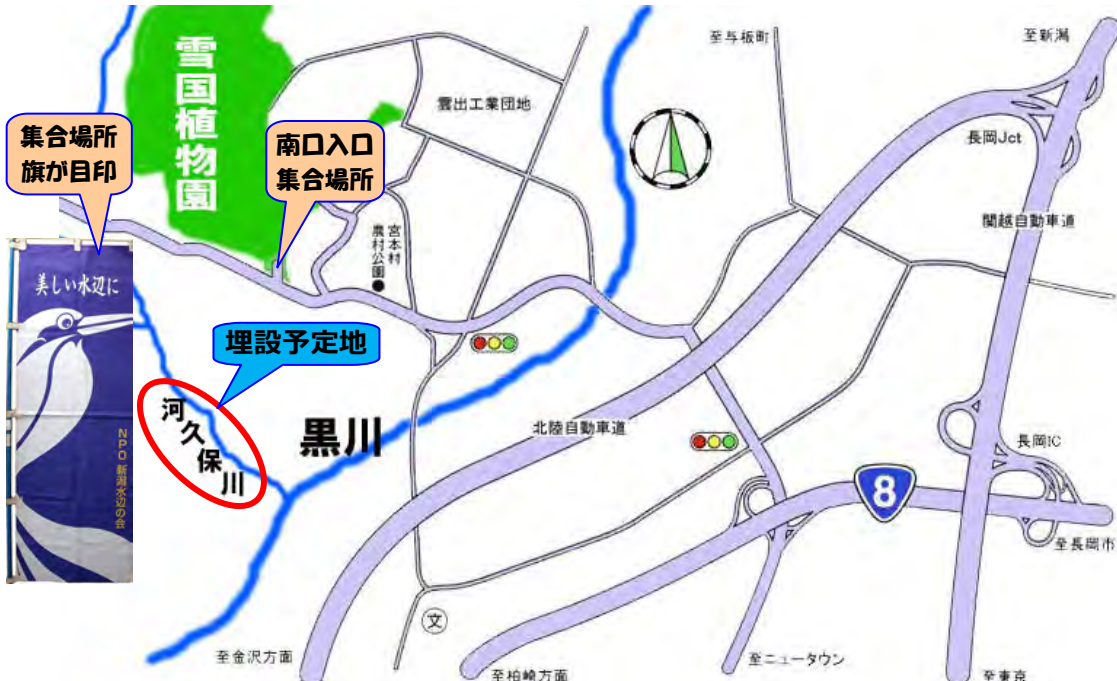 雪国植物園
集合場所
旗が目印
南口入口
集合場所
雲出工業団地
至与板町
至新潟
長岡Jct
関越自動車道
宮本村
農村公園
美しい水辺に
NPO 新潟水辺の会
埋設予定地
河久保川
黒川
北陸自動車道
長岡IC
8
至長岡市
文
至金沢方面
至柏崎方面
至ニュータウン
至東京